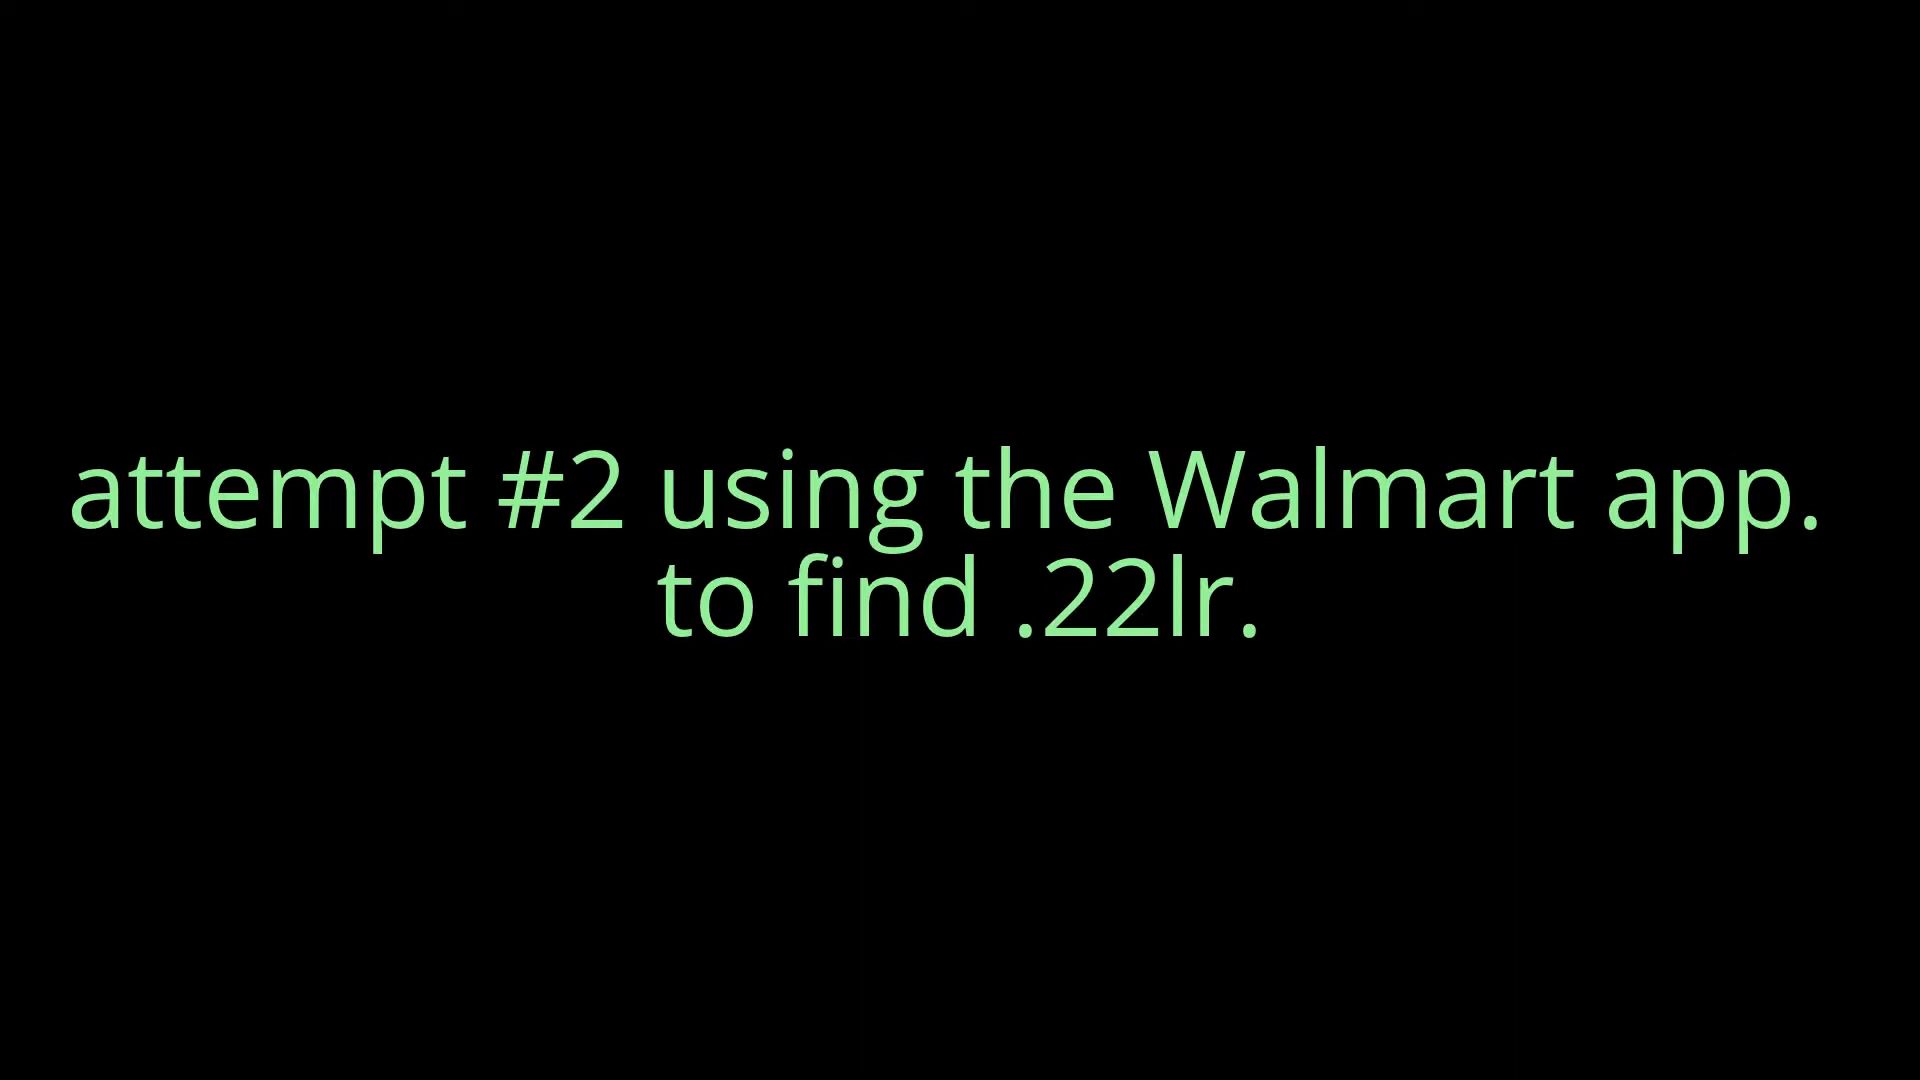 attempt #2 using the Walmart app.
to find .22lr.